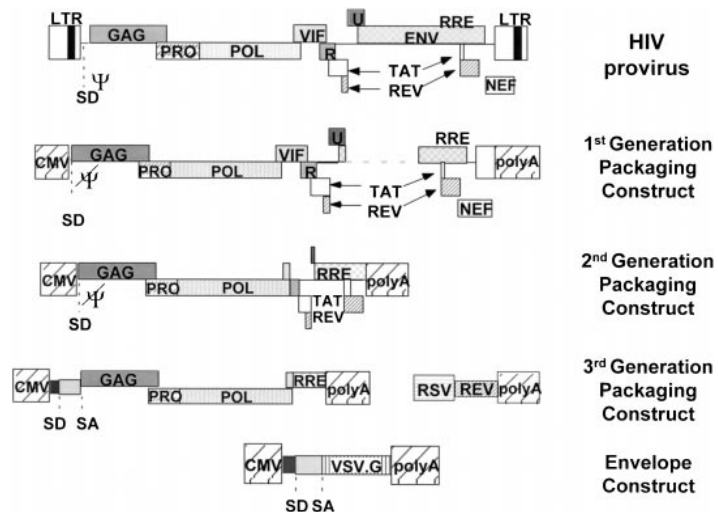 LTR
GAG
VIF
U
RRE
ENV
LTR
PRO
POL
R
TAT
REV
NEF
Ψ
SD
HIV
provirus
CMV
GAG
VIF
U
RRE
polyA
Ψ
PRO
POL
R
TAT
REV
NEF
SD
1st Generation
Packaging
Construct
CMV
GAG
RRE
polyA
Ψ
PRO
POL
TAT
REV
SD
2nd Generation
Packaging
Construct
CMV
GAG
RRE
polyA
PRO
POL
SD SA
RSV REV polyA
3rd Generation
Packaging
Construct
CMV VSV.G polyA
SD SA
Envelope
Construct